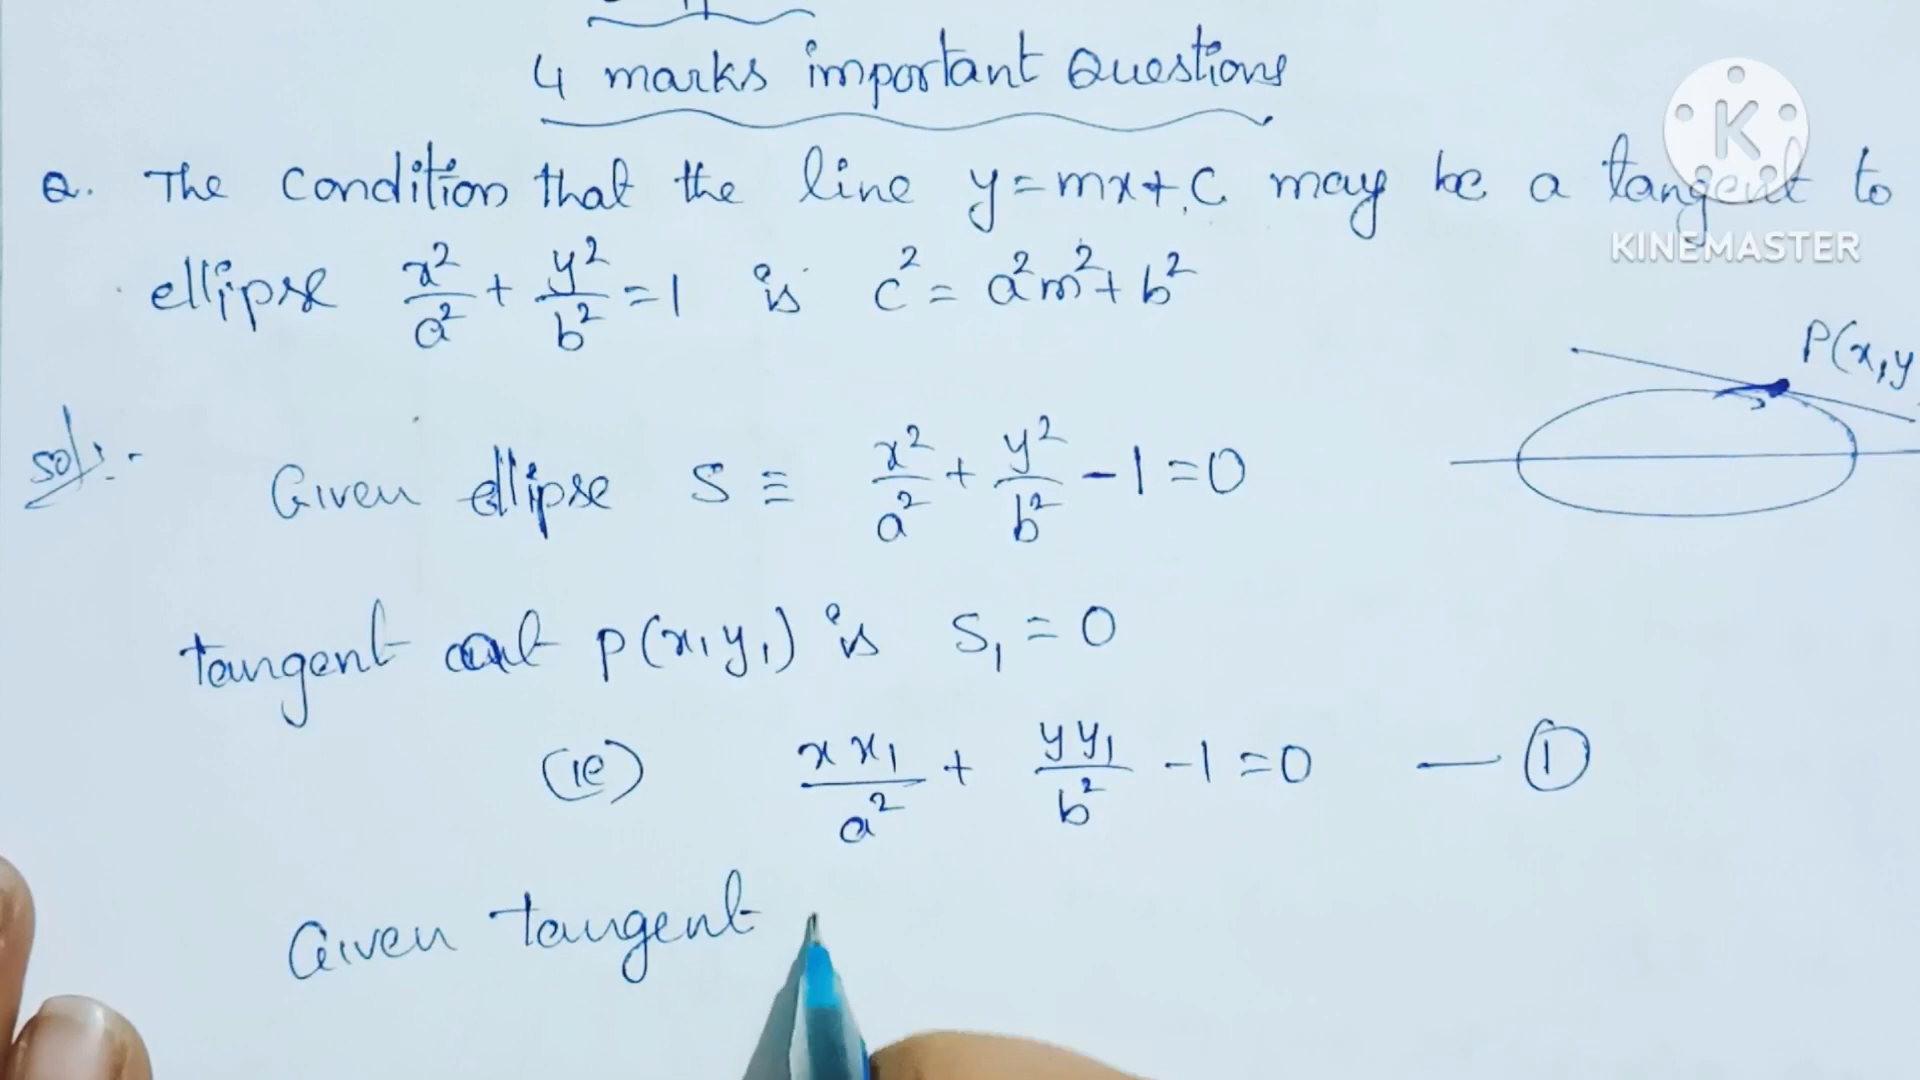 4 marks important Questions
Q. The condition that the line y=mx+c may be a tangent to
ellipse x²/a² + y²/b² = 1 is c² = a²m² + b²
K
KINEMASTER
P(x₁y
Sol:-
Given ellipse S ≡ x²/a² + y²/b² - 1 = 0
tangent at P(x₁y₁) is S₁ = 0
(ie) xx₁/a² + yy₁/b² - 1 = 0 — ①
Given tangent